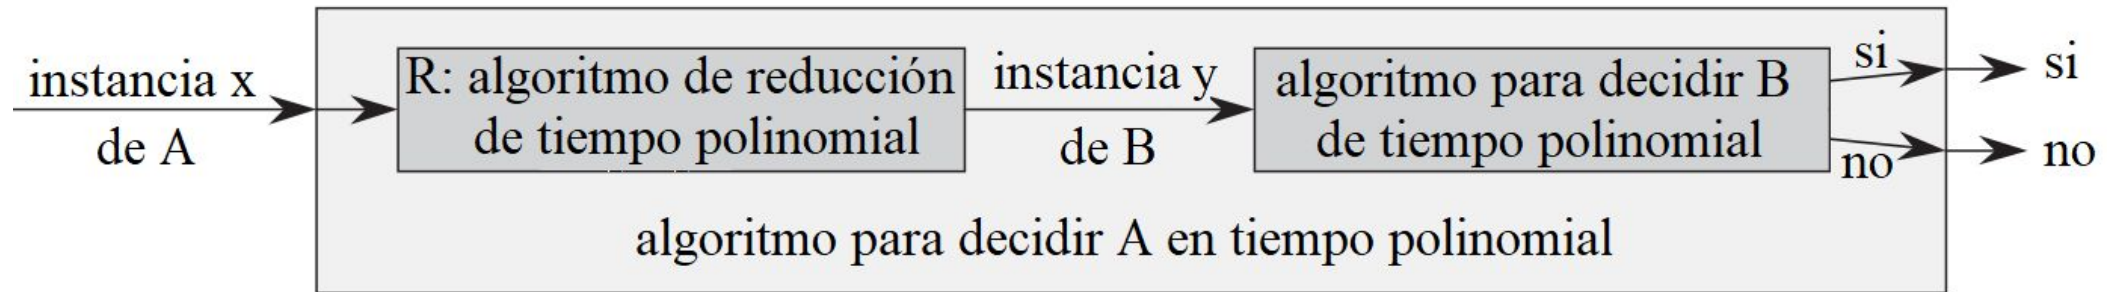 instancia x
de A
R: algoritmo de reducción
de tiempo polinomial
instancia y
de B
algoritmo para decidir B
de tiempo polinomial
si
no
si
no
algoritmo para decidir A en tiempo polinomial